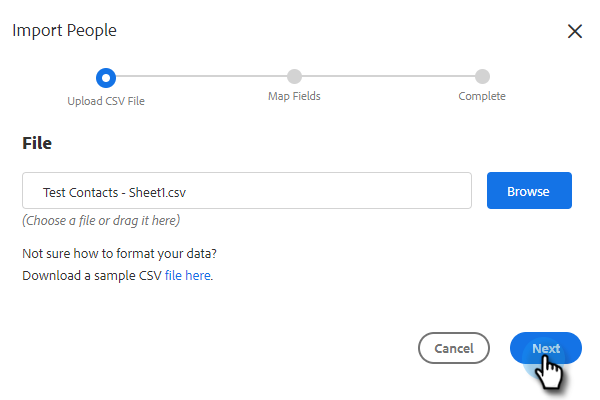 Import People
Upload CSV File
Map Fields
Complete
File
Test Contacts - Sheet1.csv
Browse
(Choose a file or drag it here)
Not sure how to format your data?
Download a sample CSV file here.
Cancel
Next